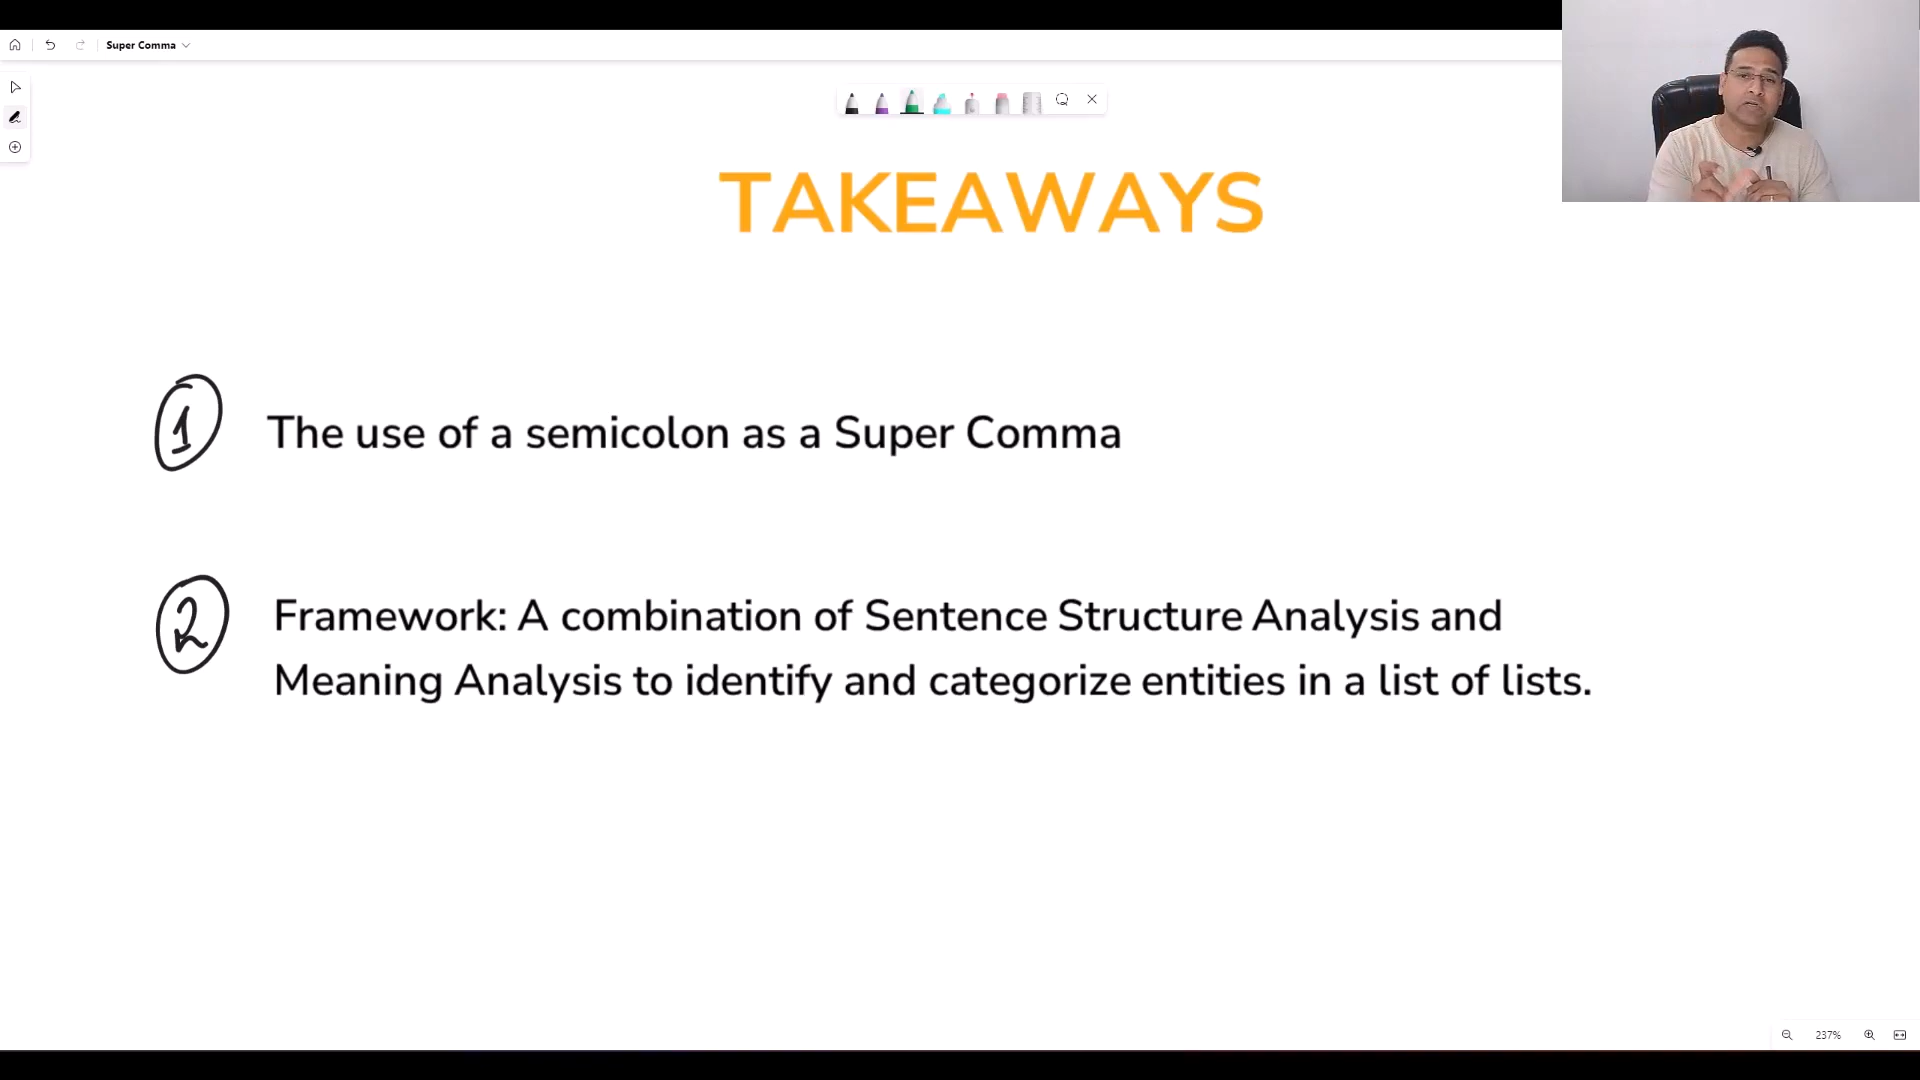 Super Comma
TAKEAWAYS
1 The use of a semicolon as a Super Comma
2 Framework: A combination of Sentence Structure Analysis and
Meaning Analysis to identify and categorize entities in a list of lists.
237%